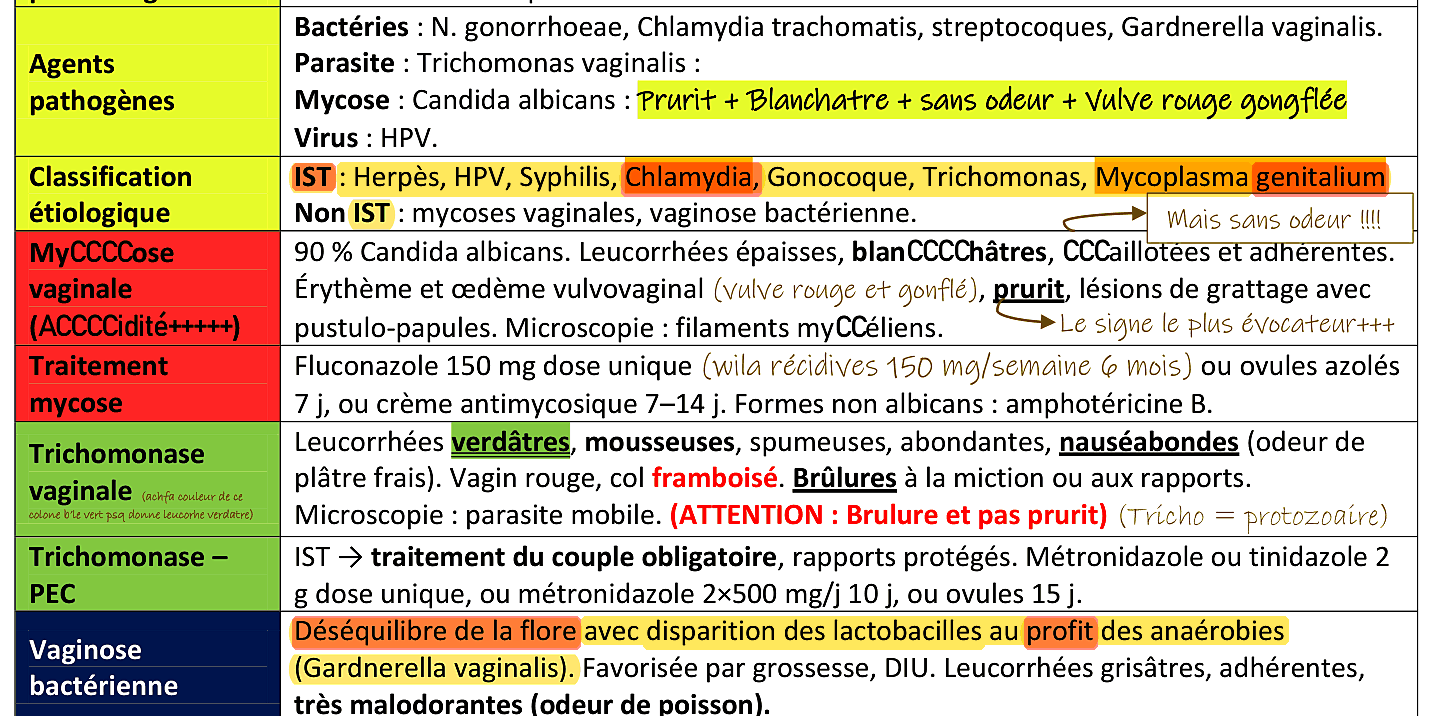 Agents
pathogènes
Bactéries : N. gonorrhoeae, Chlamydia trachomatis, streptocoques, Gardnerella vaginalis.
Parasite : Trichomonas vaginalis :
Mycose : Candida albicans : Prurit + Blanchatre + sans odeur + Vulve rouge gongflée
Virus : HPV.
Classification
étiologique
IST : Herpès, HPV, Syphilis, Chlamydia, Gonocoque, Trichomonas, Mycoplasma genitalium
Non IST : mycoses vaginales, vaginose bactérienne.
Mais sans odeur !!!!
MyCCCCose
vaginale
(ACCCCidité+++++)
90 % Candida albicans. Leucorrhées épaisses, blanCCCChâtres, CCCaillotées et adhérentes.
Érythème et œdème vulvovaginal (vulve rouge et gonflé), prurit, lésions de grattage avec
pustulo-papules. Microscopie : filaments myCCéliens.
Le signe le plus évocateur+++
Traitement
mycose
Fluconazole 150 mg dose unique (wila récidives 150 mg/semaine 6 mois) ou ovules azolés
7 j, ou crème antimycosique 7–14 j. Formes non albicans : amphotéricine B.
Trichomonase
vaginale (achfa couleur de ce
colone b'le vert psq donne leucorhe verdatre)
Leucorrhées verdâtres, mousseuses, spumeuses, abondantes, nauséabondes (odeur de
plâtre frais). Vagin rouge, col framboisé. Brûlures à la miction ou aux rapports.
Microscopie : parasite mobile. (ATTENTION : Brulure et pas prurit) (Tricho = protozoaire)
Trichomonase –
PEC
IST → traitement du couple obligatoire, rapports protégés. Métronidazole ou tinidazole 2
g dose unique, ou métronidazole 2×500 mg/j 10 j, ou ovules 15 j.
Vaginose
bactérienne
Déséquilibre de la flore avec disparition des lactobacilles au profit des anaérobies
(Gardnerella vaginalis). Favorisée par grossesse, DIU. Leucorrhées grisâtres, adhérentes,
très malodorantes (odeur de poisson).